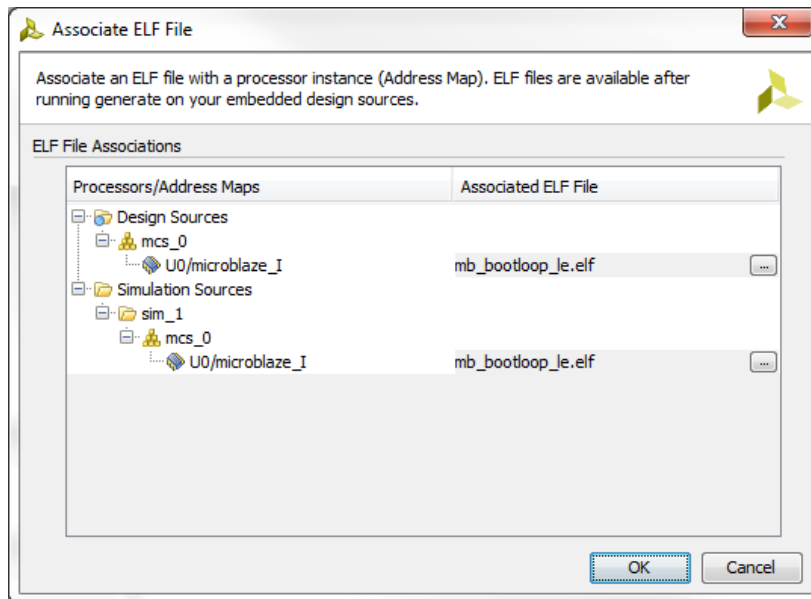 Associate ELF File
Associate an ELF file with a processor instance (Address Map). ELF files are available after
running generate on your embedded design sources.
ELF File Associations
Processors/Address Maps Associated ELF File
Design Sources
mcs_0
U0/microblaze_I mb_bootloop_le.elf ...
Simulation Sources
sim_1
mcs_0
U0/microblaze_I mb_bootloop_le.elf ...
OK Cancel